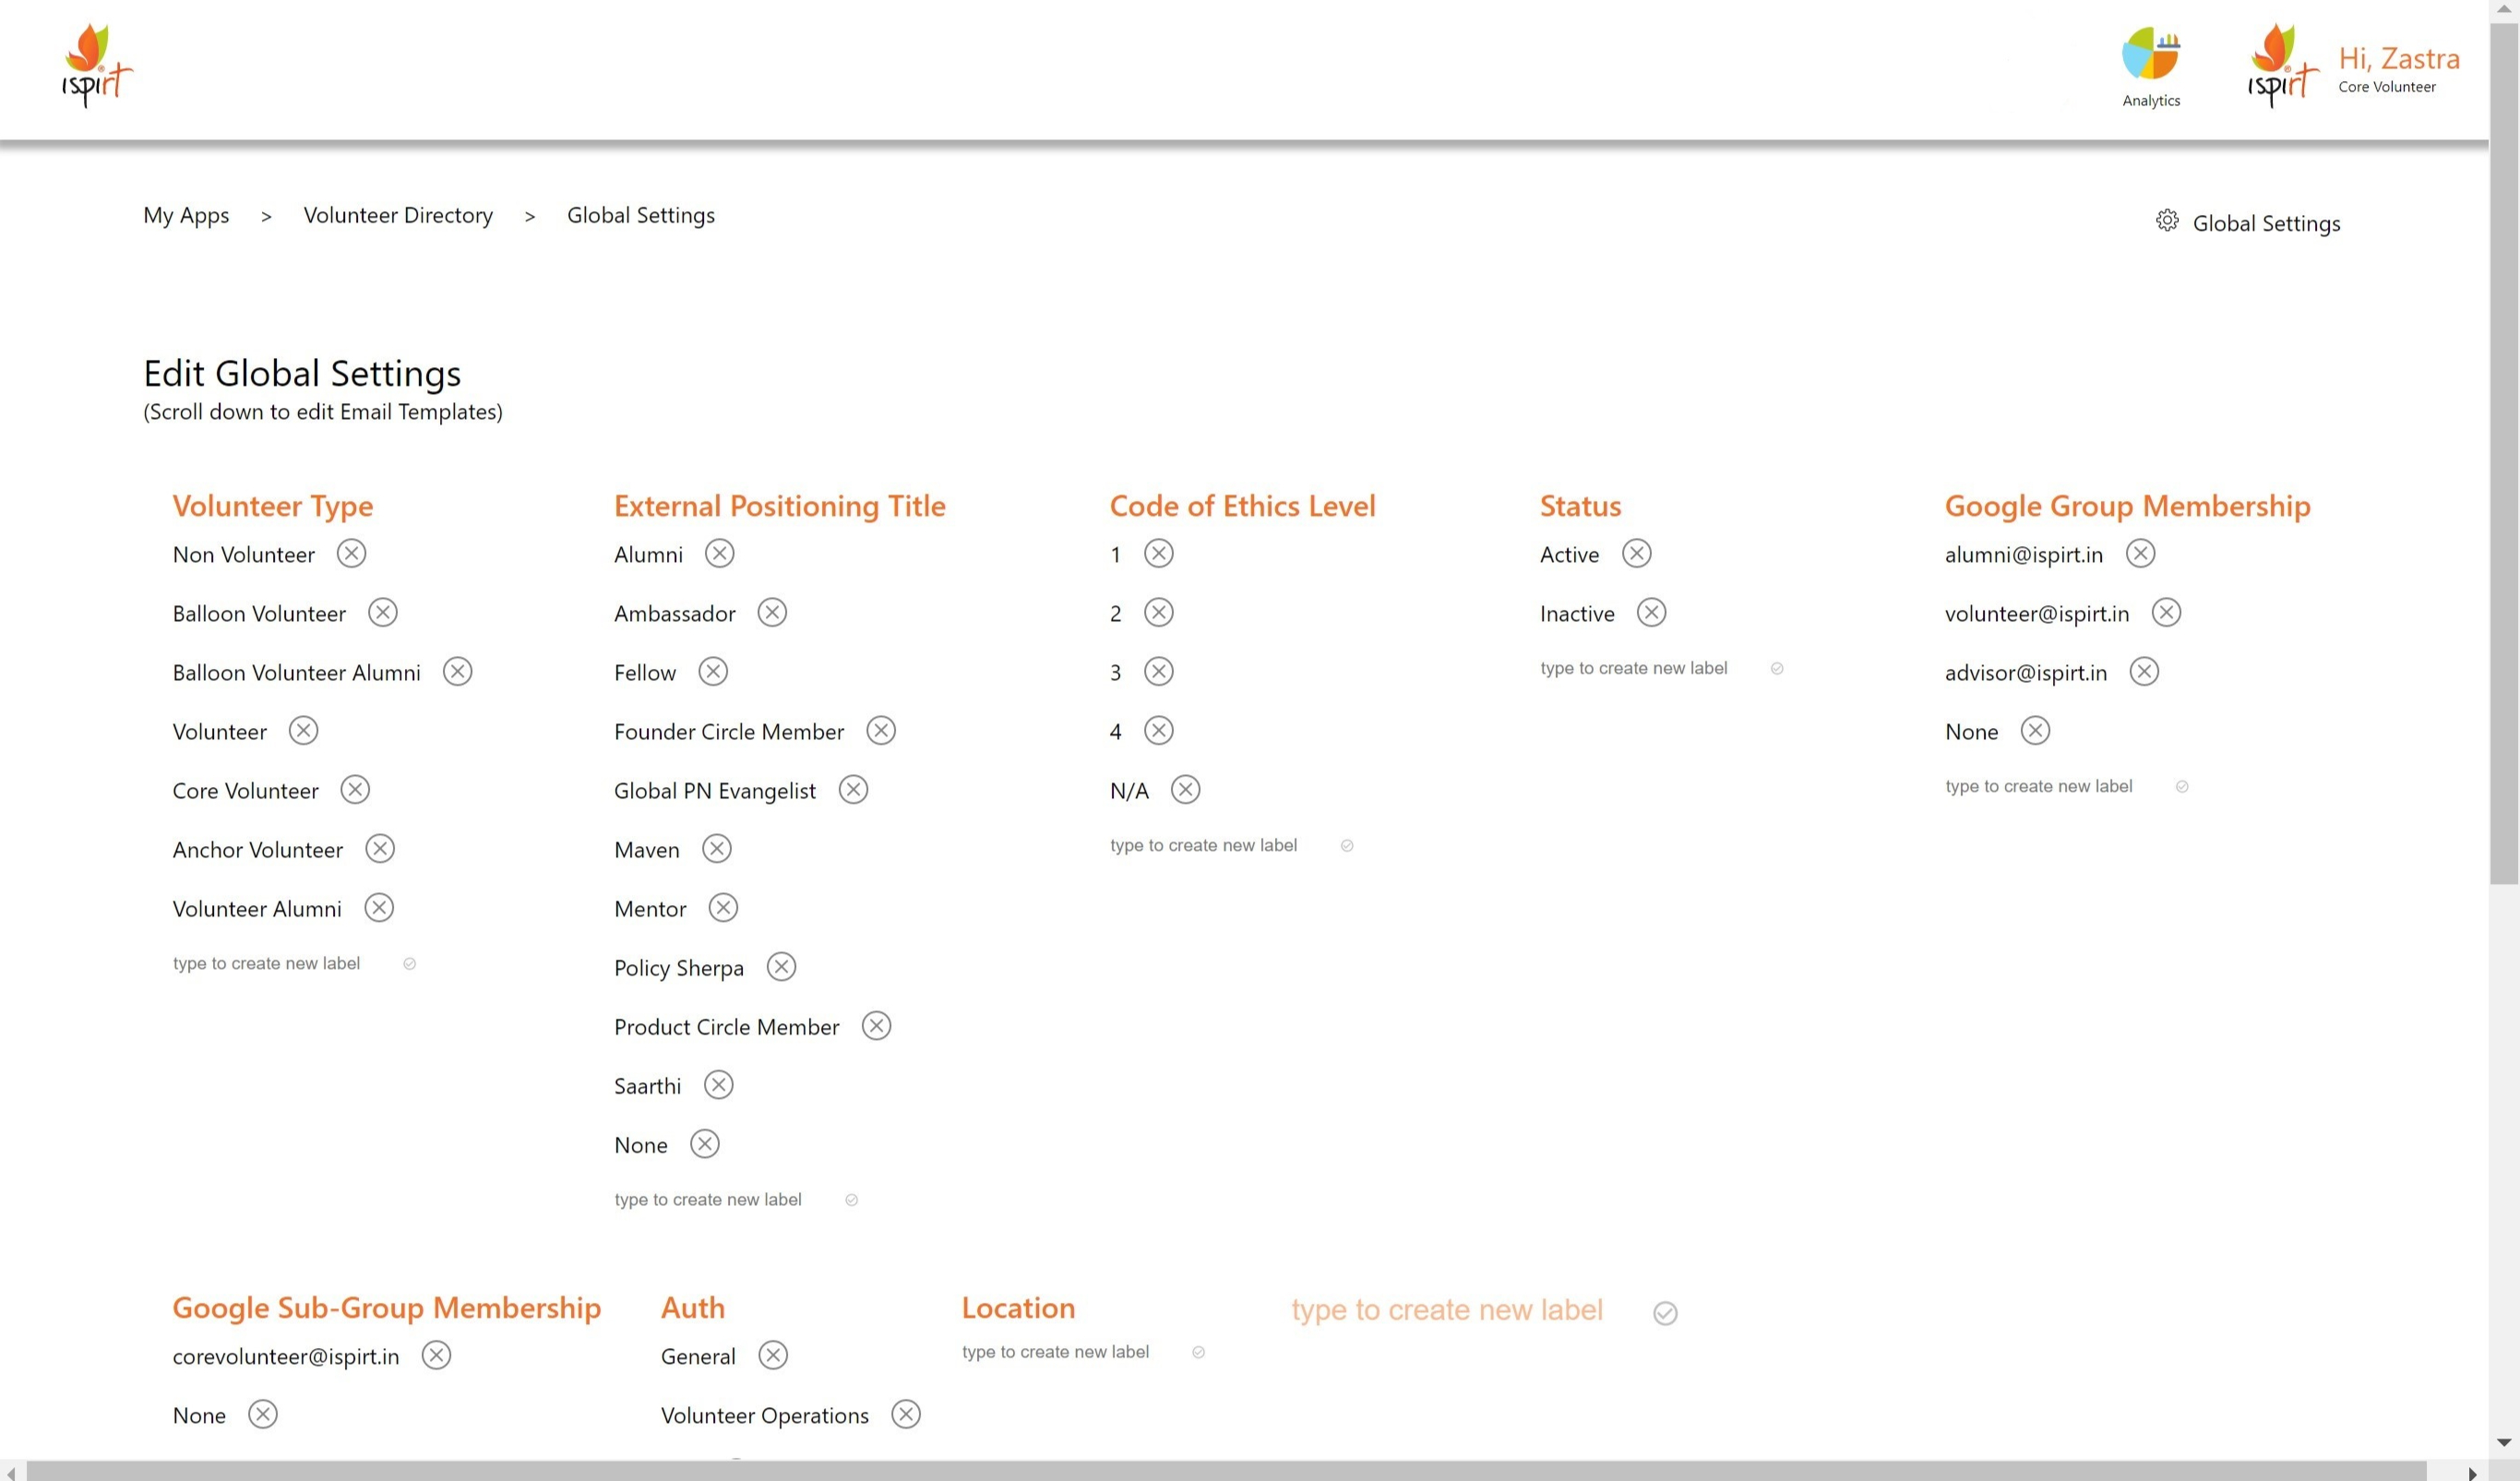 ispirt
Analytics
ispirt
Hi, Zastra
Core Volunteer
My Apps > Volunteer Directory > Global Settings
Global Settings
Edit Global Settings
(Scroll down to edit Email Templates)
Volunteer Type
Non Volunteer
Balloon Volunteer
Balloon Volunteer Alumni
Volunteer
Core Volunteer
Anchor Volunteer
Volunteer Alumni
type to create new label
External Positioning Title
Alumni
Ambassador
Fellow
Founder Circle Member
Global PN Evangelist
Maven
Mentor
Policy Sherpa
Product Circle Member
Saarthi
None
type to create new label
Code of Ethics Level
1
2
3
4
N/A
type to create new label
Status
Active
Inactive
type to create new label
Google Group Membership
alumni@ispirt.in
volunteer@ispirt.in
advisor@ispirt.in
None
type to create new label
Google Sub-Group Membership
corevolunteer@ispirt.in
None
Auth
General
Volunteer Operations
Location
type to create new label
type to create new label